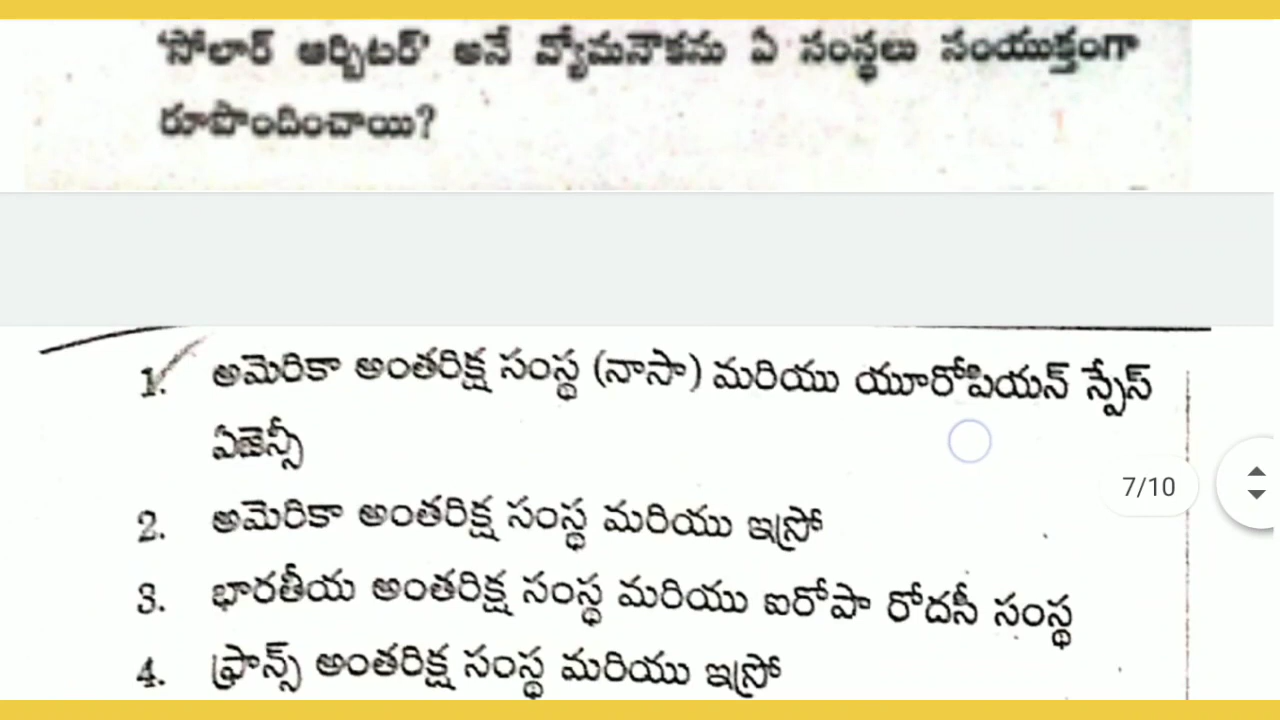 'సోలార్ ఆర్బిటర్' అనే వ్యోమనౌకను ఏ సంస్థలు సంయుక్తంగా
రూపొందించాయి?
1. అమెరికా అంతరిక్ష సంస్థ (నాసా) మరియు యూరోపియన్ స్పేస్
ఏజెన్సీ
7/10
2. అమెరికా అంతరిక్ష సంస్థ మరియు ఇస్రో
3. భారతీయ అంతరిక్ష సంస్థ మరియు ఐరోపా రోదసీ సంస్థ
4. ఫ్రాన్స్ అంతరిక్ష సంస్థ మరియు ఇస్రో